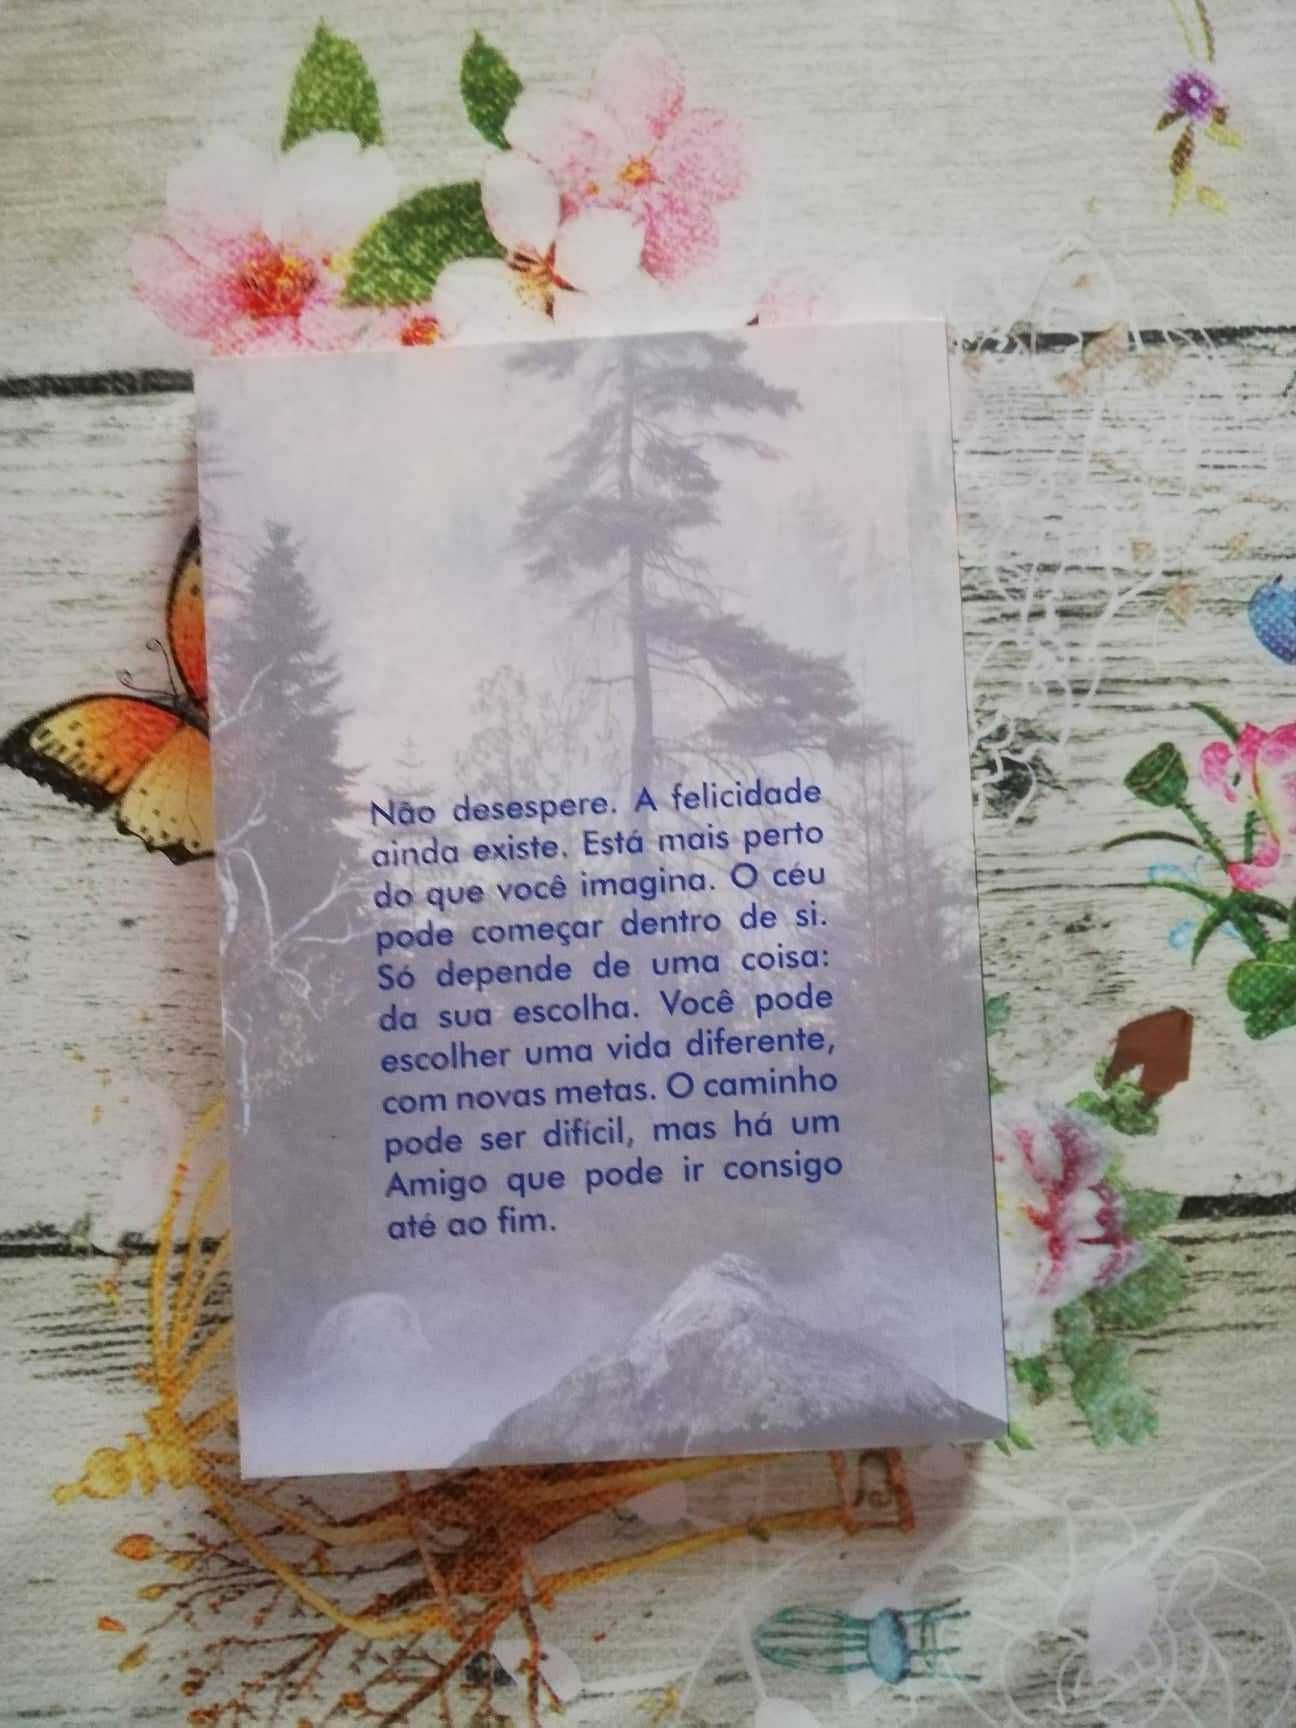 Não desespere. A felicidade
ainda existe. Está mais perto
do que você imagina. O céu
pode começar dentro de si.
Só depende de uma coisa:
da sua escolha. Você pode
escolher uma vida diferente,
com novas metas. O caminho
pode ser difícil, mas há um
Amigo que pode ir consigo
até ao fim.